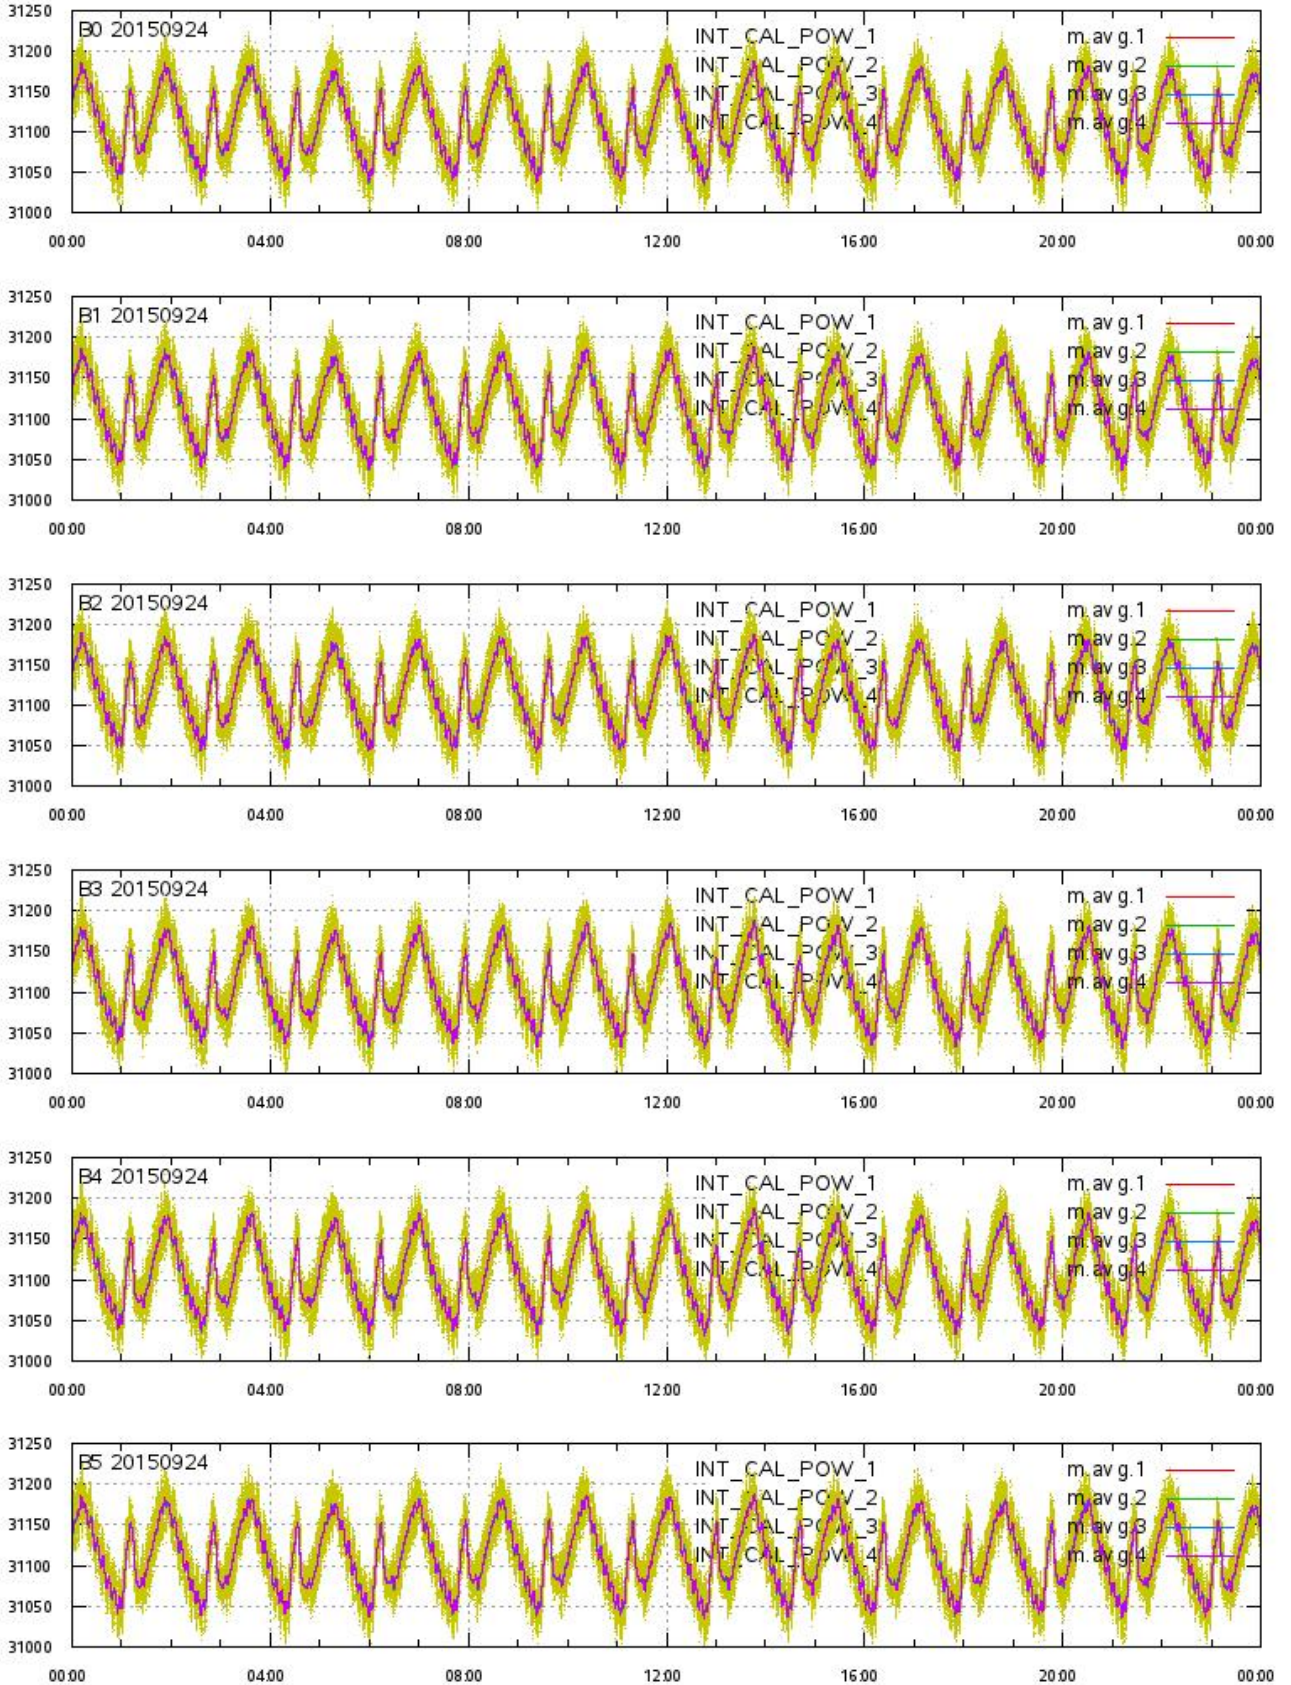 31250
B0 20150924 INT_CAL_POW_1 m.avg.1
31200
INT_CAL_POW_2 m.avg.2
31150
INT_CAL_POW_3 m.avg.3
31100
INT_CAL_POW_4 m.avg.4
31050
31000
00:00 04:00 08:00 12:00 16:00 20:00 00:00
31250
B1 20150924 INT_CAL_POW_1 m.avg.1
31200
INT_CAL_POW_2 m.avg.2
31150
INT_CAL_POW_3 m.avg.3
31100
INT_CAL_POW_4 m.avg.4
31050
31000
00:00 04:00 08:00 12:00 16:00 20:00 00:00
31250
B2 20150924 INT_CAL_POW_1 m.avg.1
31200
INT_CAL_POW_2 m.avg.2
31150
INT_CAL_POW_3 m.avg.3
31100
INT_CAL_POW_4 m.avg.4
31050
31000
00:00 04:00 08:00 12:00 16:00 20:00 00:00
31250
B3 20150924 INT_CAL_POW_1 m.avg.1
31200
INT_CAL_POW_2 m.avg.2
31150
INT_CAL_POW_3 m.avg.3
31100
INT_CAL_POW_4 m.avg.4
31050
31000
00:00 04:00 08:00 12:00 16:00 20:00 00:00
31250
B4 20150924 INT_CAL_POW_1 m.avg.1
31200
INT_CAL_POW_2 m.avg.2
31150
INT_CAL_POW_3 m.avg.3
31100
INT_CAL_POW_4 m.avg.4
31050
31000
00:00 04:00 08:00 12:00 16:00 20:00 00:00
31250
B5 20150924 INT_CAL_POW_1 m.avg.1
31200
INT_CAL_POW_2 m.avg.2
31150
INT_CAL_POW_3 m.avg.3
31100
INT_CAL_POW_4 m.avg.4
31050
31000
00:00 04:00 08:00 12:00 16:00 20:00 00:00